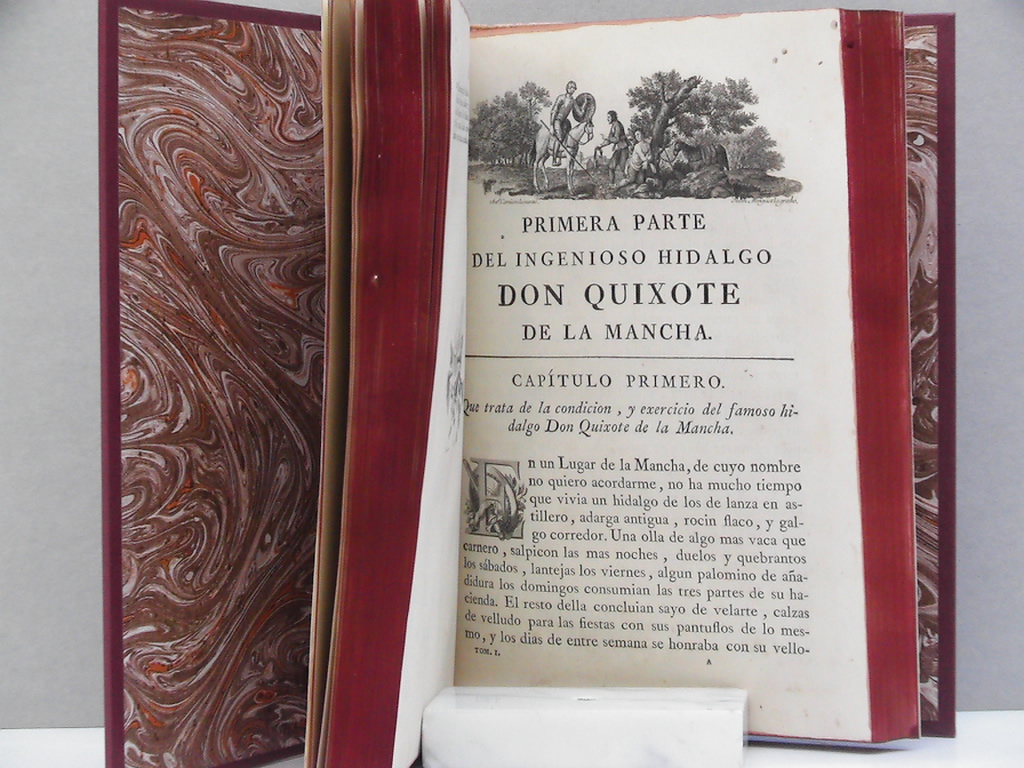 PRIMERA PARTE
DEL INGENIOSO HIDALGO
DON QUIXOTE
DE LA MANCHA.
CAPÍTULO PRIMERO.
Que trata de la condicion, y exercicio del famoso hi-
dalgo Don Quixote de la Mancha.
En un Lugar de la Mancha, de cuyo nombre
no quiero acordarme, no ha mucho tiempo
que vivia un hidalgo de los de lanza en as-
tillero, adarga antigua, rocin flaco, y gal-
go corredor. Una olla de algo mas vaca que
carnero, salpicon las mas noches, duelos y quebrantos
los sábados, lantejas los viernes, algun palomino de aña-
didura los domingos consumian las tres partes de su ha-
cienda. El resto della concluian sayo de velarte, calzas
de velludo para las fiestas con sus pantuflos de lo mes-
mo, y los dias de entre semana se honraba con su vello-
TOM. I.
A